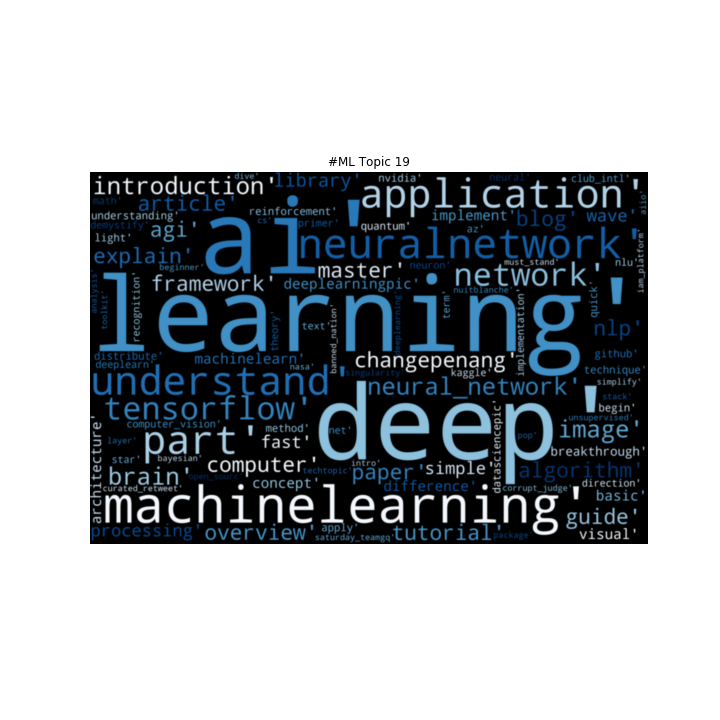 #ML Topic 19
dive'
nvidia'
neural'
club_intl'
introduction'
library'
application'
math'
article'
reinforcement'
implement'
blog'
wave'
understanding'
ai'
cs'
primer'
quantum'
az'
demystify'
agi'
light'
neuralnetwork'
explain'
master'
neuron'
must_stand'
nlu'
iam_platform'
beginner'
framework'
deeplearningpic'
network'
nuitblanche'
analysis'
toolkit'
recognition'
learning'
term'
quick'
theory'
text'
banned_nation'
deeplearning'
implementation'
nlp'
distribute'
deeplearn'
machinelearn'
nasa'
changepenang'
github'
technique'
understand'
singularity'
kaggle'
neural_network'
simplify'
stack'
tensorflow'
deep'
begin'
unsupervised'
computer_vision'
layer'
part'
method'
net'
fast'
datasciencepic'
pop'
image'
star'
bayesian'
computer'
techtopic'
intro'
paper'
simple'
breakthrough'
algorithm'
architecture'
brain'
concept'
difference'
corrupt_judge'
direction'
curated_retweet'
basic'
machinelearning'
guide'
processing'
overview'
apply'
saturday_teamgq'
tutorial'
package'
visual'